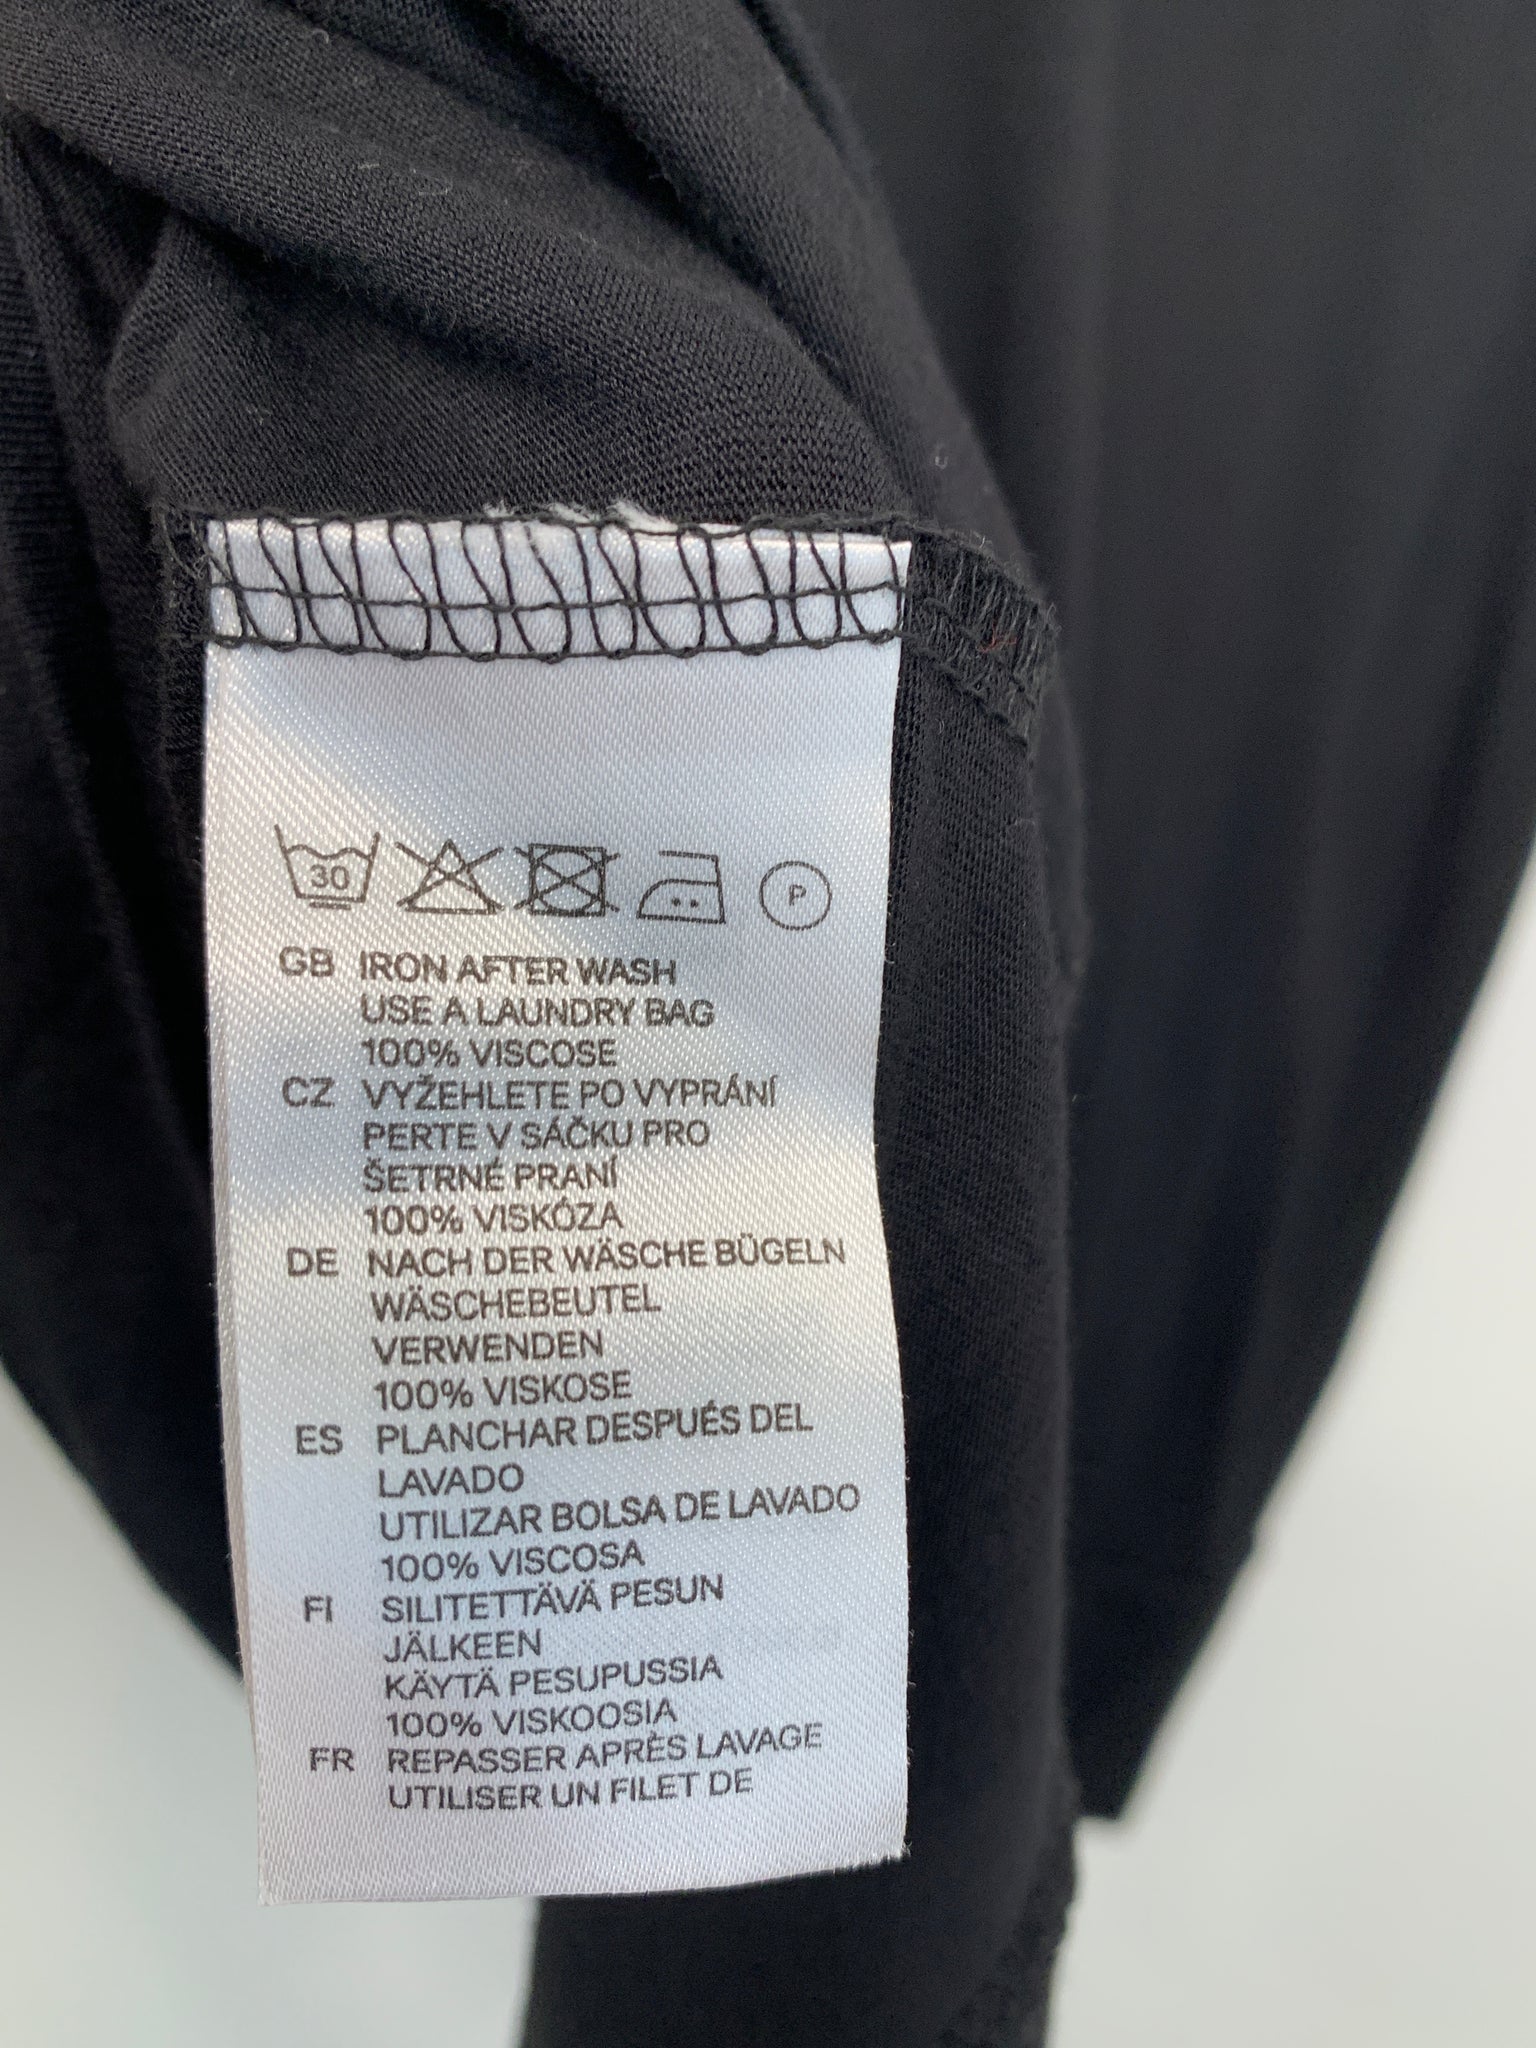 30
P
GB IRON AFTER WASH
USE A LAUNDRY BAG
100% VISCOSE
CZ VYŽEHLETE PO VYPRÁNÍ
PERTE V SÁČKU PRO
ŠETRNÉ PRANÍ
100% VISKÓZA
DE NACH DER WÄSCHE BÜGELN
WÄSCHEBEUTEL
VERWENDEN
100% VISKOSE
ES PLANCHAR DESPUÉS DEL
LAVADO
UTILIZAR BOLSA DE LAVADO
100% VISCOSA
FI SILITETTÄVÄ PESUN
JÄLKEEN
KÄYTÄ PESUPUSSIA
100% VISKOOSIA
FR REPASSER APRÈS LAVAGE
UTILISER UN FILET DE